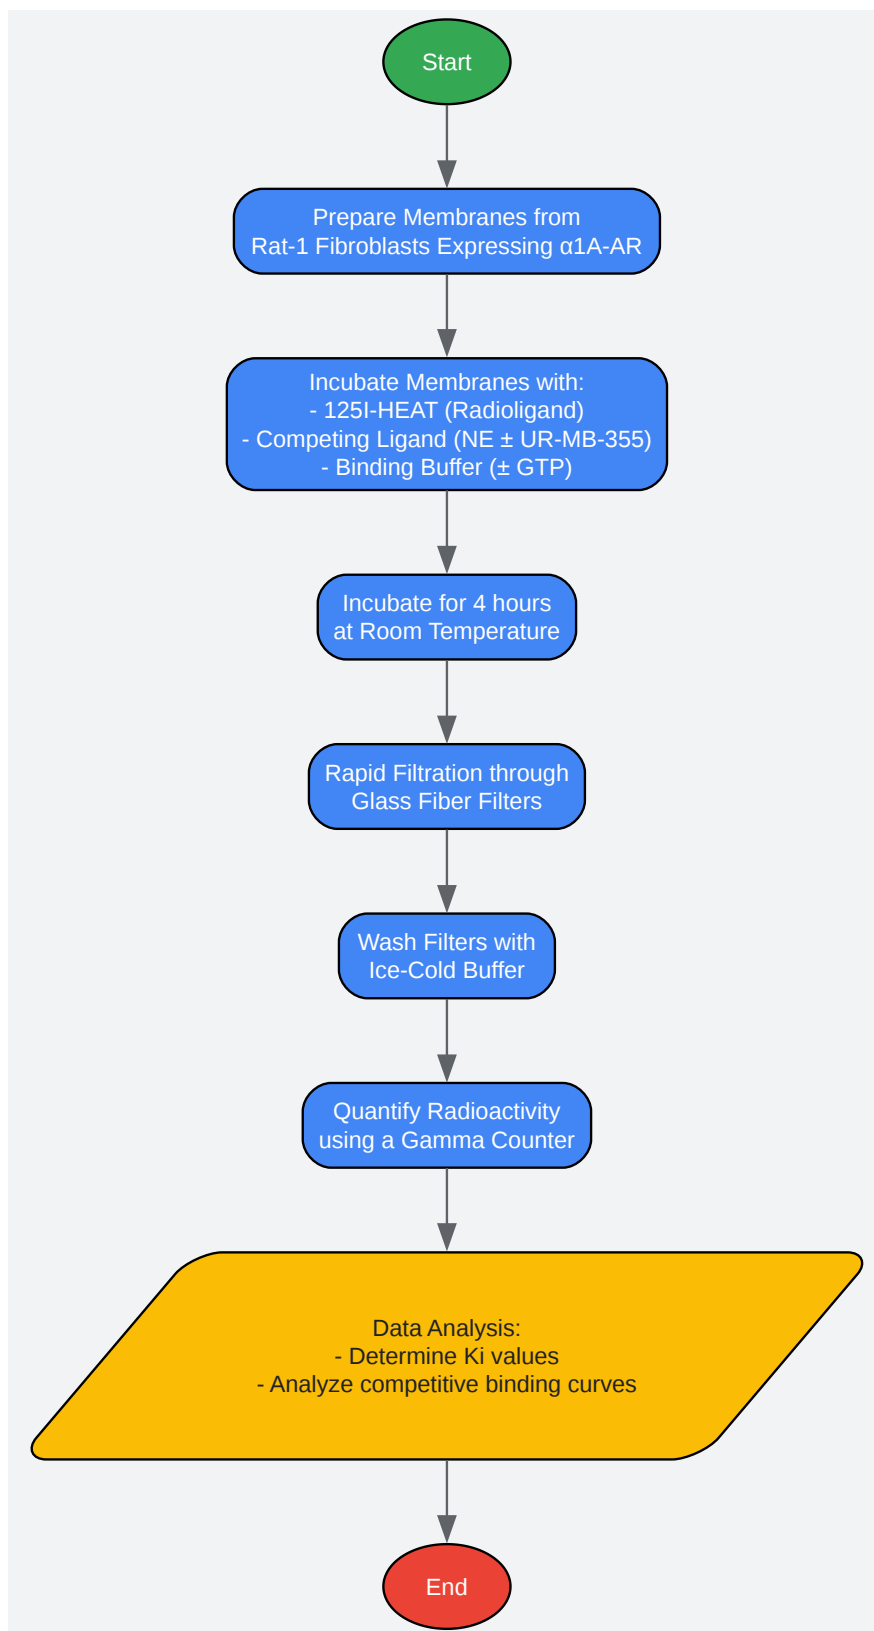 Start
Prepare Membranes from
Rat-1 Fibroblasts Expressing α1A-AR
Incubate Membranes with:
- 125I-HEAT (Radioligand)
- Competing Ligand (NE ± UR-MB-355)
- Binding Buffer (± GTP)
Incubate for 4 hours
at Room Temperature
Rapid Filtration through
Glass Fiber Filters
Wash Filters with
Ice-Cold Buffer
Quantify Radioactivity
using a Gamma Counter
Data Analysis:
- Determine Ki values
- Analyze competitive binding curves
End